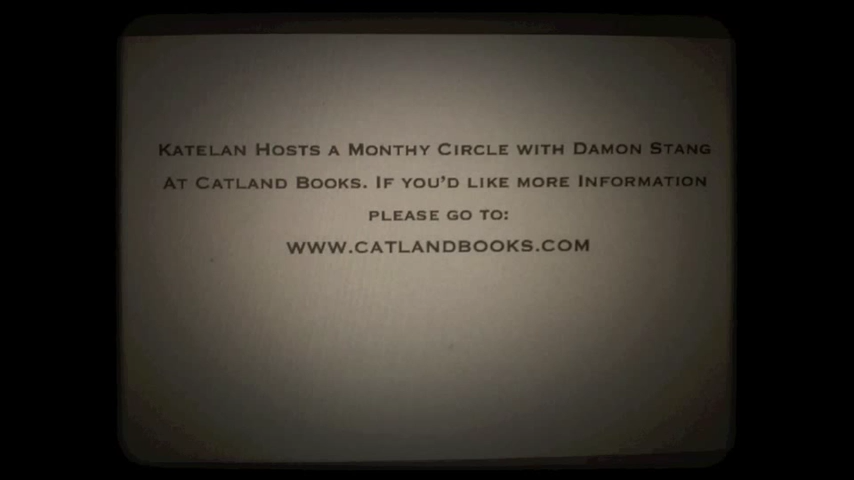 Katelan Hosts a Monthy Circle with Damon Stang
At Catland Books. If you'd like more Information
please go to:
www.catlandbooks.com